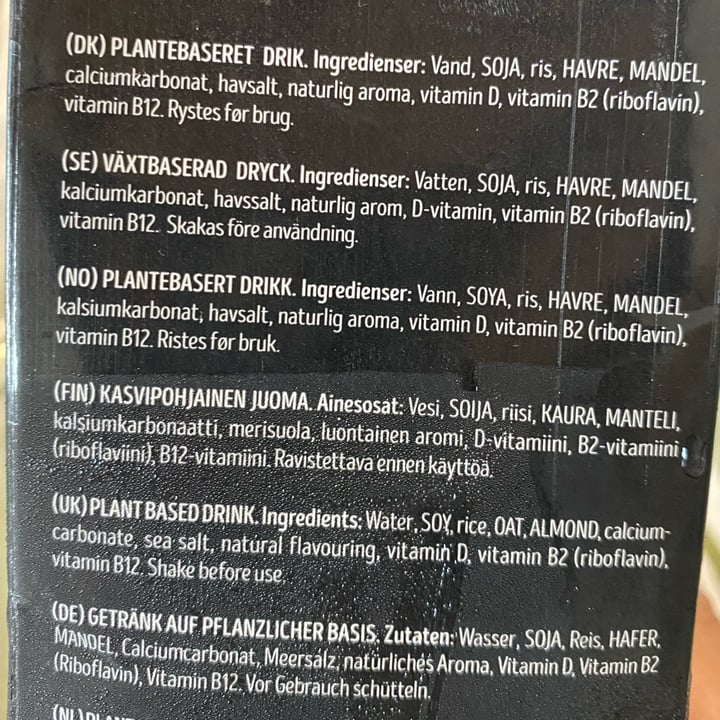 (DK) PLANTEBASERET DRIK. Ingredienser: Vand, SOJA, ris, HAVRE, MANDEL,
calciumkarbonat, havsalt, naturlig aroma, vitamin D, vitamin B2 (riboflavin),
vitamin B12. Rystes før brug.
(SE) VÄXTBASERAD DRYCK. Ingredienser: Vatten, SOJA, ris, HAVRE, MANDEL,
kalciumkarbonat, havssalt, naturlig arom, D-vitamin, vitamin B2 (riboflavin),
vitamin B12. Skakas före användning.
(NO) PLANTEBASERT DRIKK. Ingredienser: Vann, SOYA, ris, HAVRE, MANDEL,
kalsiumkarbonat, havsalt, naturlig aroma, vitamin D, vitamin B2 (riboflavin),
vitamin B12. Ristes før bruk.
(FIN) KASVIPOHJAINEN JUOMA. Ainesosat: Vesi, SOIJA, riisi, KAURA, MANTELI,
kalsiumkarbonaatti, merisuola, luontainen aromi, D-vitamiini, B2-vitamiini
(riboflaviini), B12-vitamiini. Ravistettava ennen käyttöä.
(UK) PLANT BASED DRINK. Ingredients: Water, SOY, rice, OAT, ALMOND, calcium-
carbonate, sea salt, natural flavouring, vitamin D, vitamin B2 (riboflavin),
vitamin B12. Shake before use.
(DE) GETRÄNK AUF PFLANZLICHER BASIS. Zutaten: Wasser, SOJA, Reis, HAFER,
MANDEL, Calciumcarbonat, Meersalz, natürliches Aroma, Vitamin D, Vitamin B2
(Riboflavin), Vitamin B12. Vor Gebrauch schütteln.